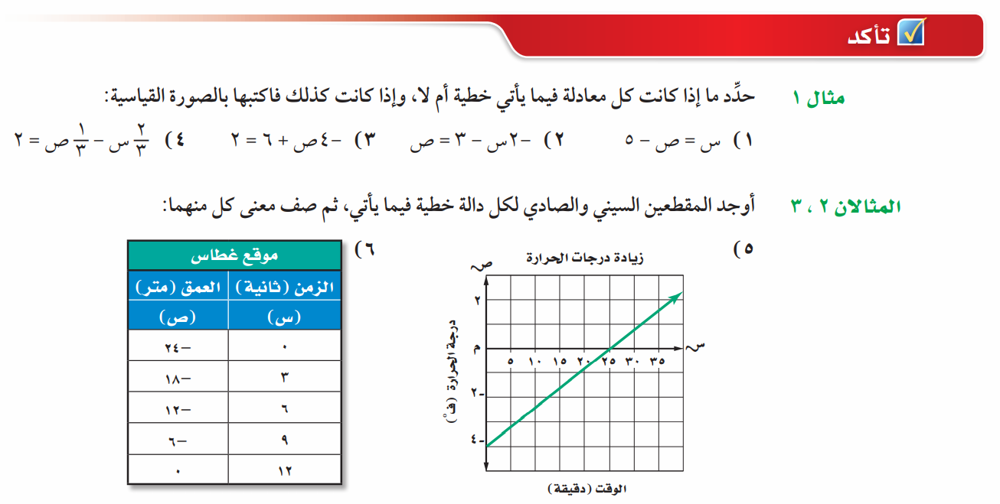 تأكد
مثال ١ حدِّد ما إذا كانت كل معادلة فيما يأتي خطية أم لا، وإذا كانت كذلك فاكتبها بالصورة القياسية:
١) س = ص − ٥ ٢) −٢س − ٣ = ص ٣) −٤ص + ٦ = ٢ ٤) ٢/٣ س − ١/٣ ص = ٢
المثالان ٢ ، ٣ أوجد المقطعين السيني والصادي لكل دالة خطية فيما يأتي، ثم صف معنى كل منهما:
٥)
زيادة درجات الحرارة
ص
٢
م
−٢
−٤
٥ ١٠ ١٥ ٢٠ ٢٥ ٣٠ ٣٥
س
درجة الحرارة (ف°)
الوقت (دقيقة)
٦)
موقع غطاس
الزمن (ثانية) العمق (متر)
(س) (ص)
٠ −٢٤
٣ −١٨
٦ −١٢
٩ −٦
١٢ ٠